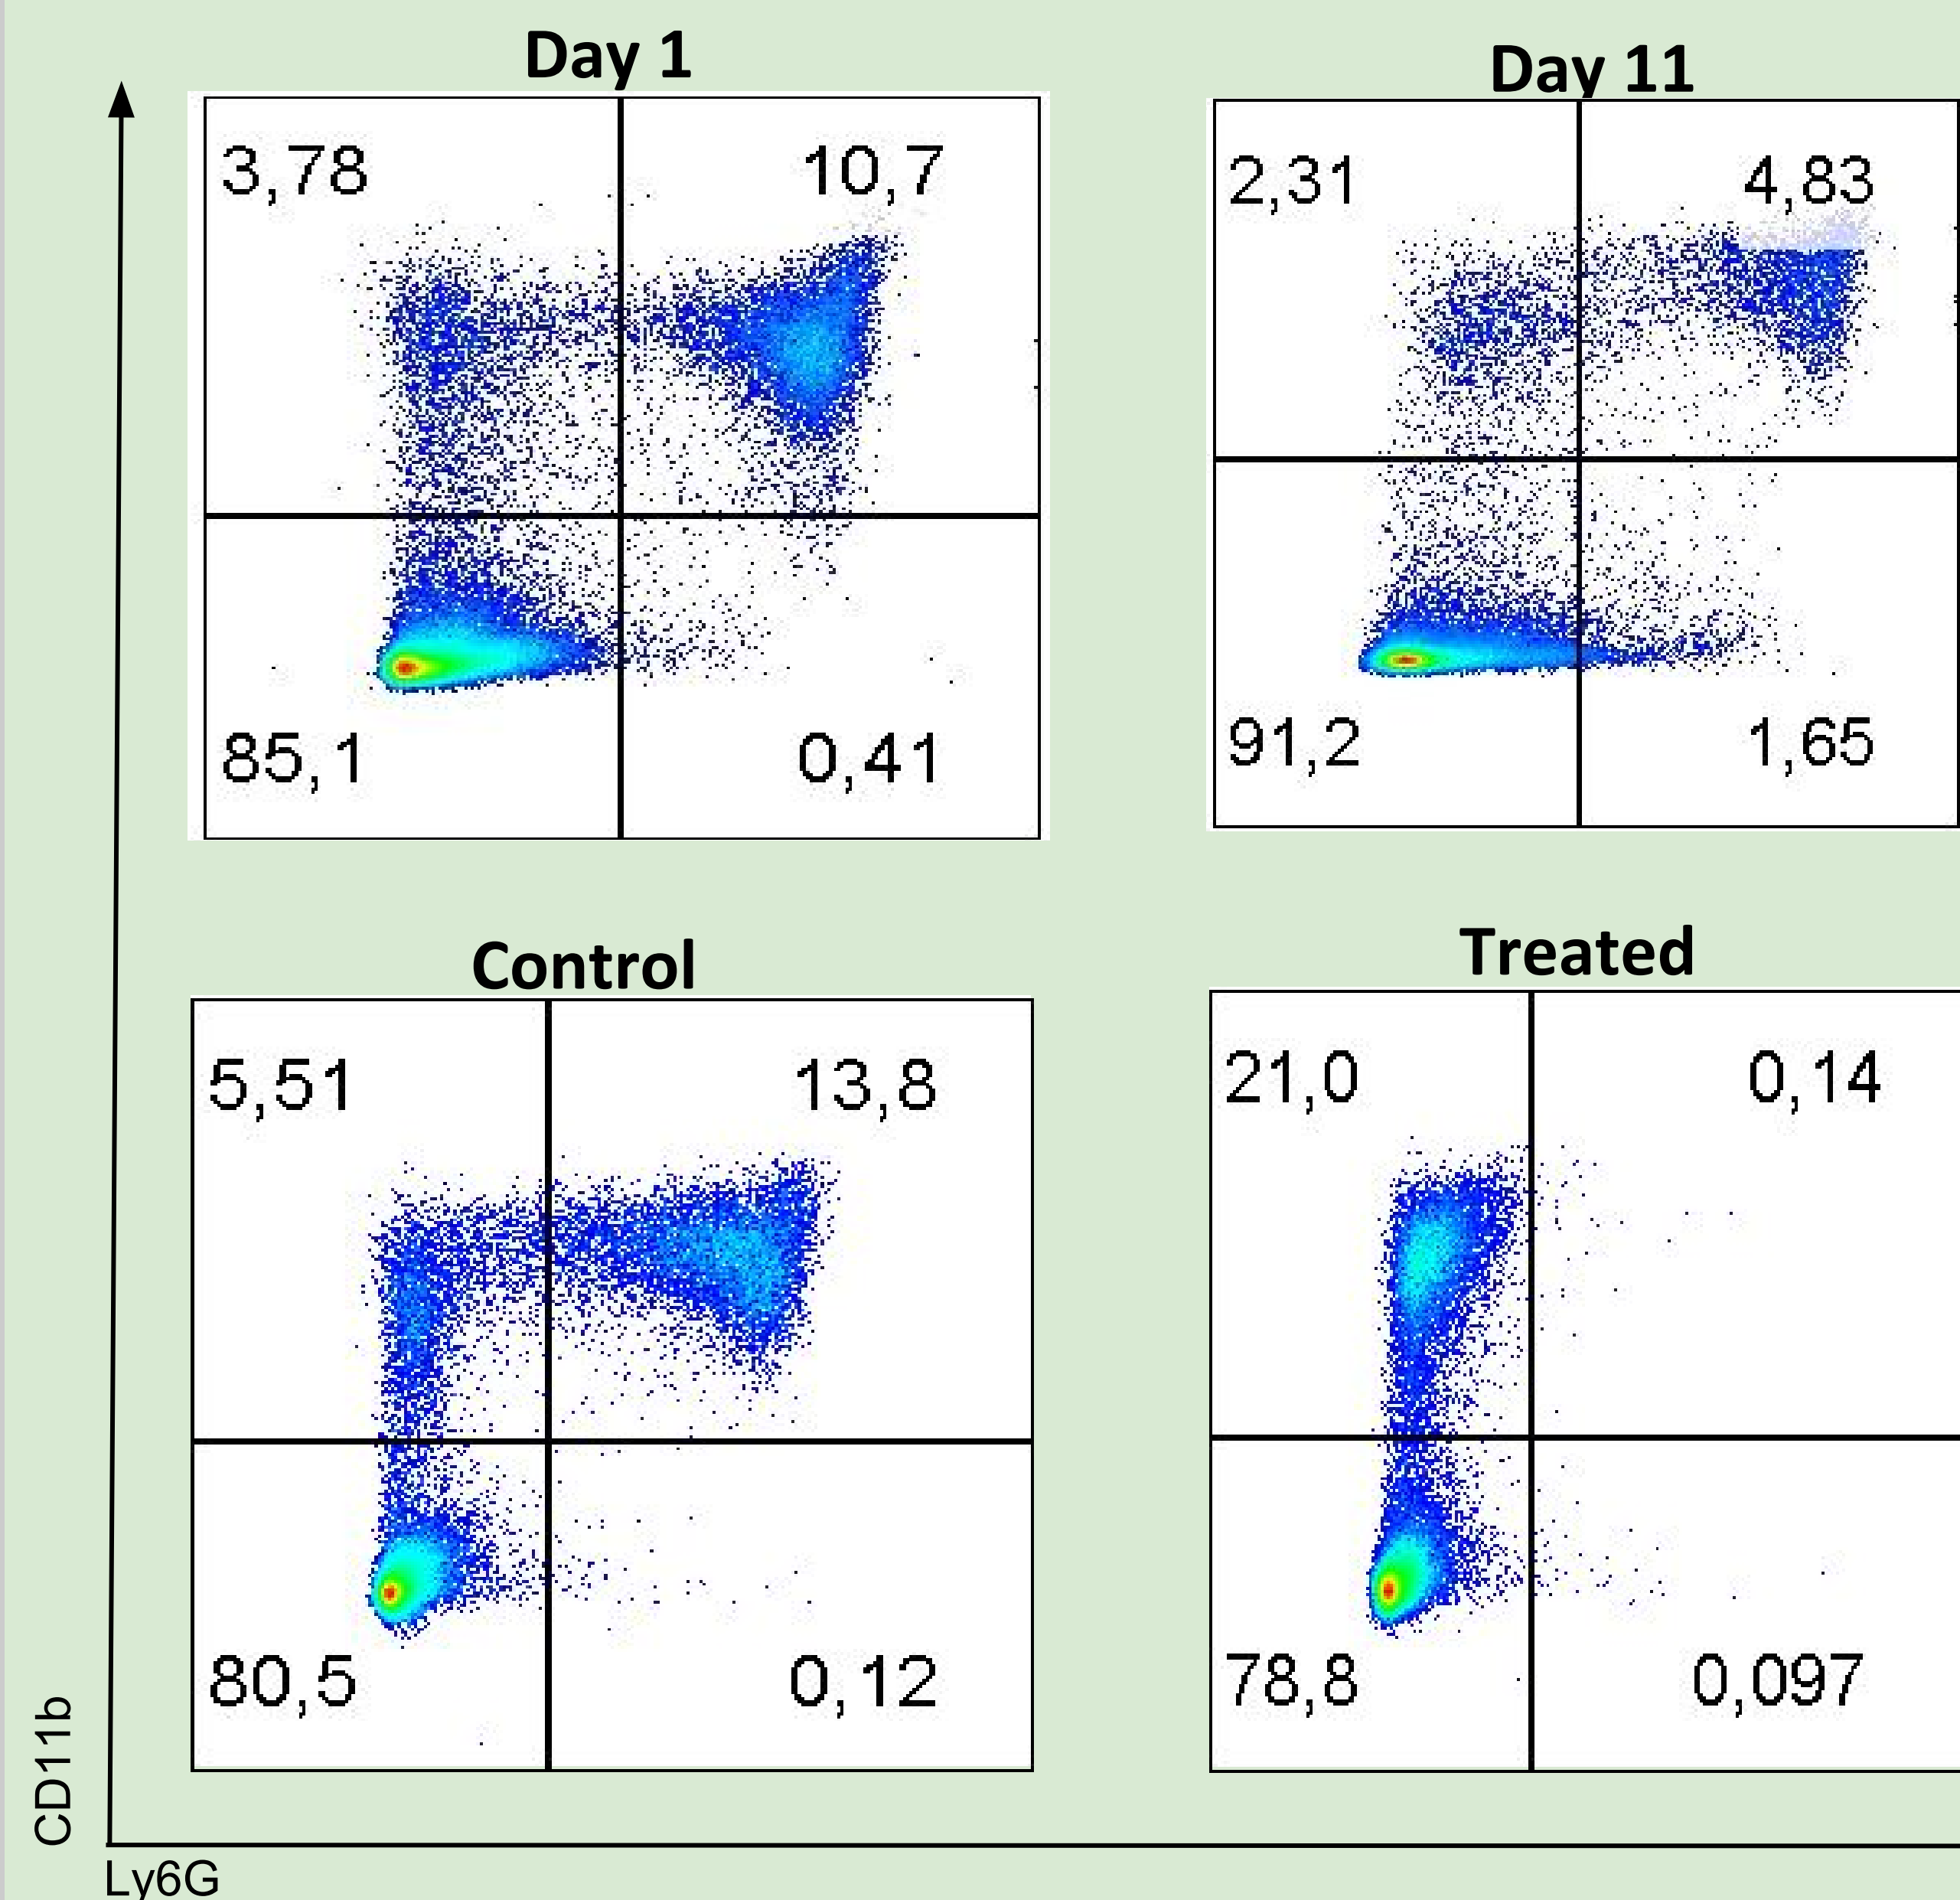 Day 1
Day 11
3,78
10,7
2,31
4,83
85,1
0,41
91,2
1,65
Control
Treated
5,51
13,8
21,0
0,14
80,5
0,12
78,8
0,097
CD11b
Ly6G